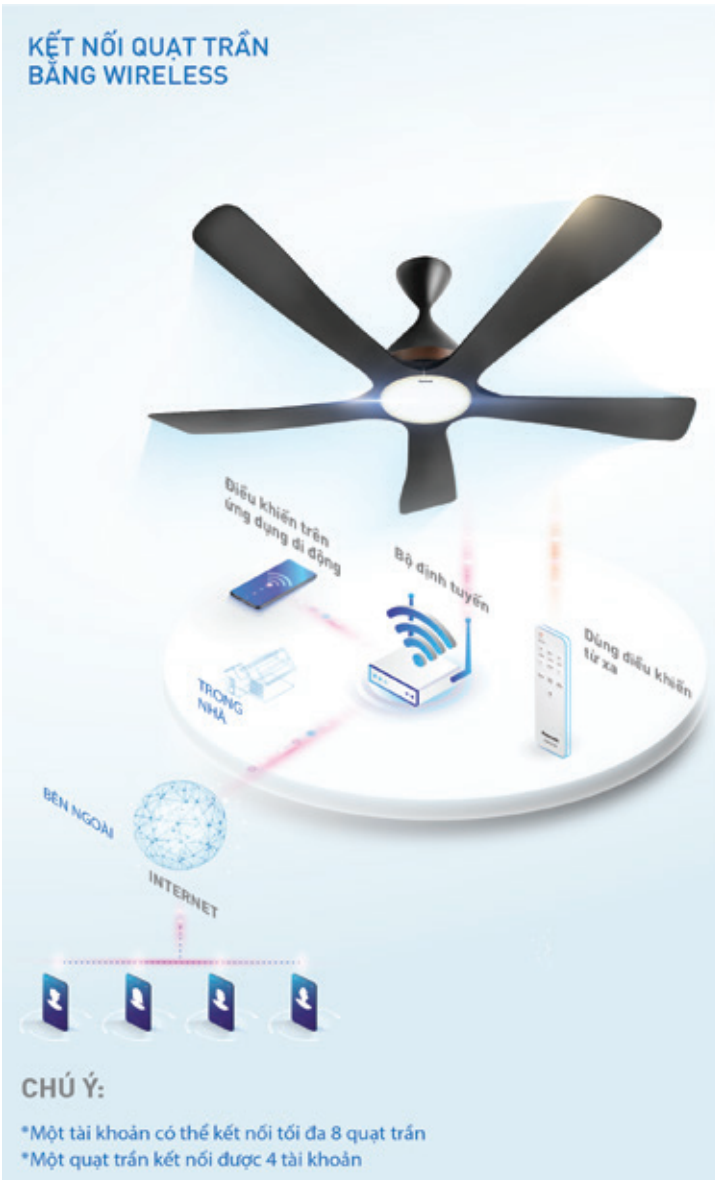 KẾT NỐI QUẠT TRẦN
BẰNG WIRELESS
Điều khiển trên
ứng dụng di động
Bộ định tuyến
Dùng điều khiển
từ xa
TRONG
NHÀ
BÊN NGOÀI
INTERNET
CHÚ Ý:
*Một tài khoản có thể kết nối tối đa 8 quạt trần
*Một quạt trần kết nối được 4 tài khoản